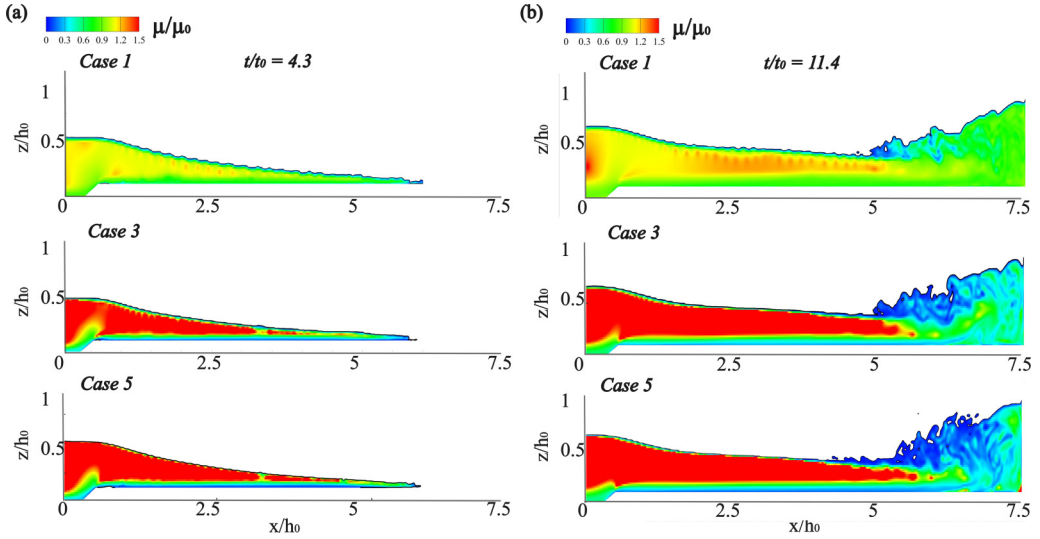 (a)
μ/μ₀
0 0.3 0.6 0.9 1.2 1.5
Case 1
t/t₀ = 4.3
1
z/h₀
0.5
0 2.5 5 7.5
Case 3
1
z/h₀
0.5
0 2.5 5 7.5
Case 5
1
z/h₀
0.5
0 2.5 5 7.5
x/h₀
(b)
μ/μ₀
0 0.3 0.6 0.9 1.2 1.5
Case 1
t/t₀ = 11.4
1
z/h₀
0.5
0 2.5 5 7.5
Case 3
1
z/h₀
0.5
0 2.5 5 7.5
Case 5
1
z/h₀
0.5
0 2.5 5 7.5
x/h₀